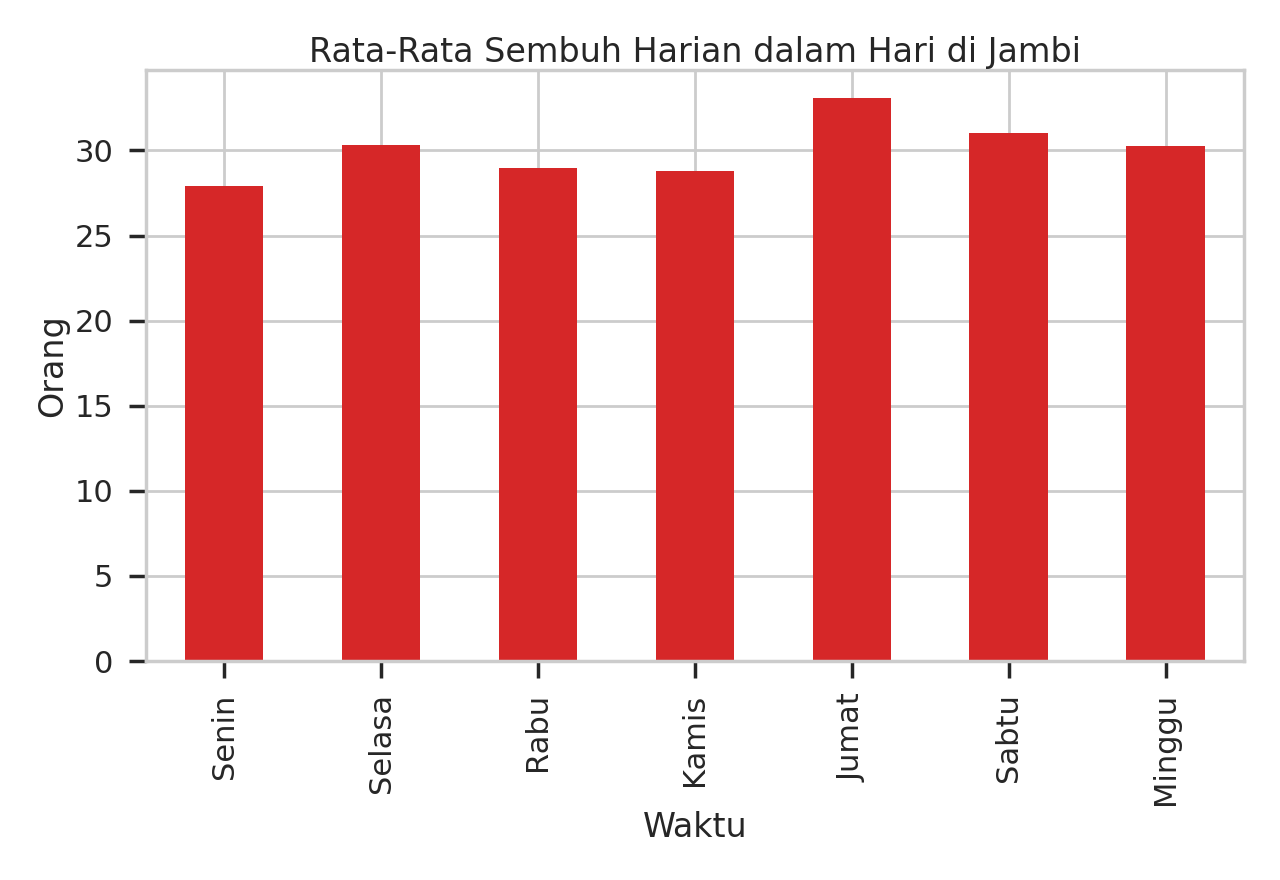 Rata-Rata Sembuh Harian dalam Hari di Jambi
Orang
30
25
20
15
10
5
0
Senin
Selasa
Rabu
Kamis
Jumat
Sabtu
Minggu
Waktu